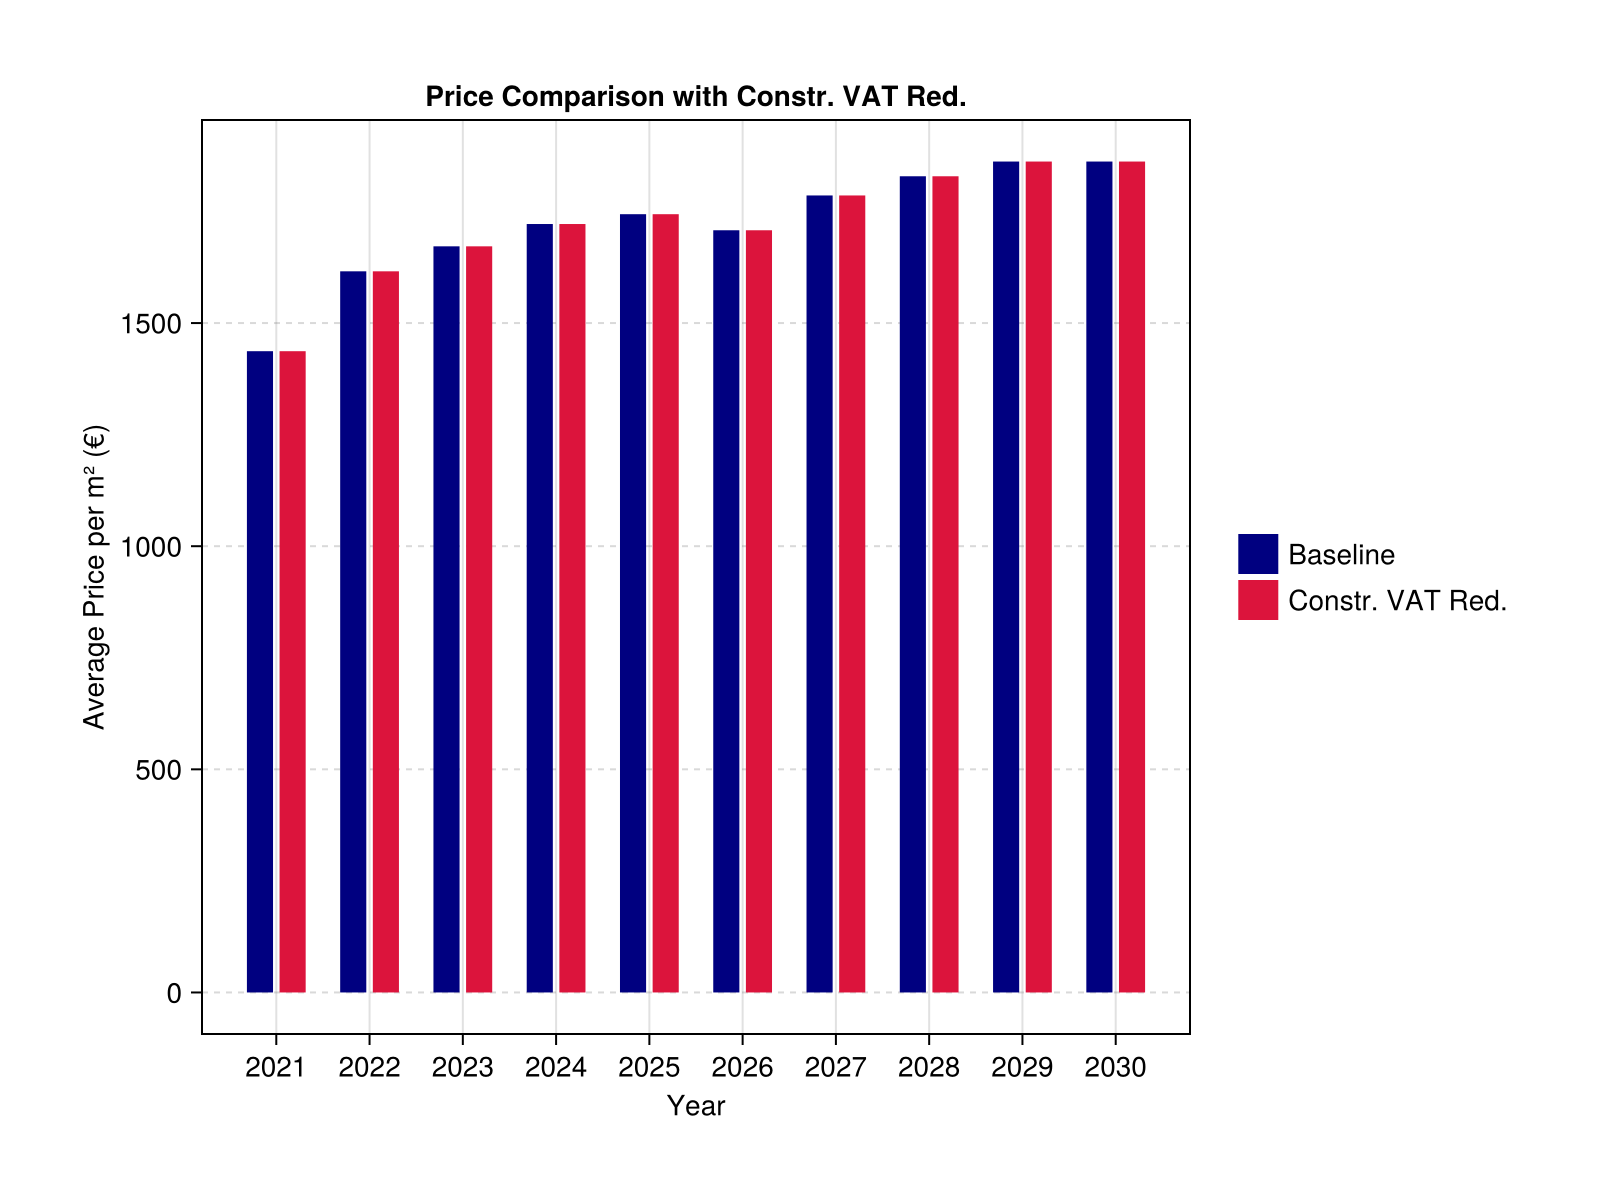 Price Comparison with Constr. VAT Red.
Average Price per m² (€)
1500
1000
500
0
2021 2022 2023 2024 2025 2026 2027 2028 2029 2030
Year
Baseline
Constr. VAT Red.